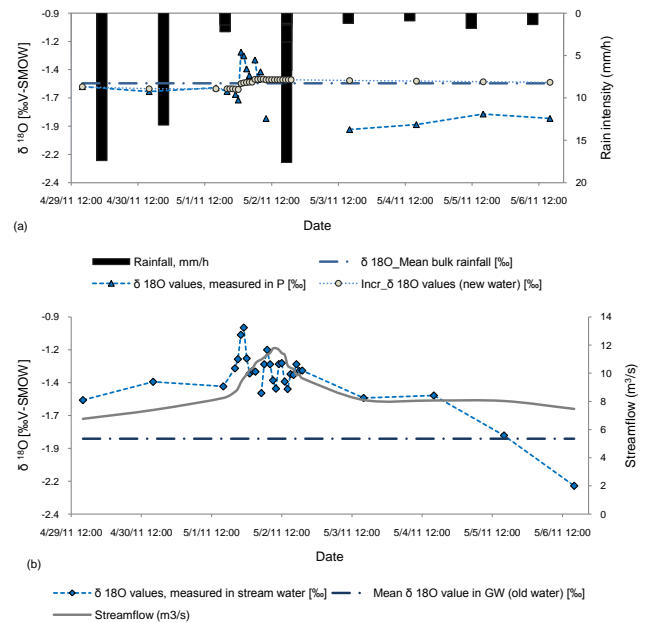 -0.9
-1.2
-1.4
-1.7
-1.9
-2.2
-2.4
δ 18O [‰V-SMOW]
0
5
10
15
20
Rain intensity (mm/h)
4/29/11 12:00 4/30/11 12:00 5/1/11 12:00 5/2/11 12:00 5/3/11 12:00 5/4/11 12:00 5/5/11 12:00 5/6/11 12:00
Date
(a)
Rainfall, mm/h
δ 18O_Mean bulk rainfall [‰]
δ 18O values, measured in P [‰]
Incr_δ 18O values (new water) [‰]
-0.9
-1.2
-1.4
-1.7
-1.9
-2.2
-2.4
δ 18O [‰V-SMOW]
14
12
10
8
6
4
2
0
Streamflow (m3/s)
4/29/11 12:00 4/30/11 12:00 5/1/11 12:00 5/2/11 12:00 5/3/11 12:00 5/4/11 12:00 5/5/11 12:00 5/6/11 12:00
Date
(b)
δ 18O values, measured in stream water [‰]
Mean δ 18O value in GW (old water) [‰]
Streamflow (m3/s)